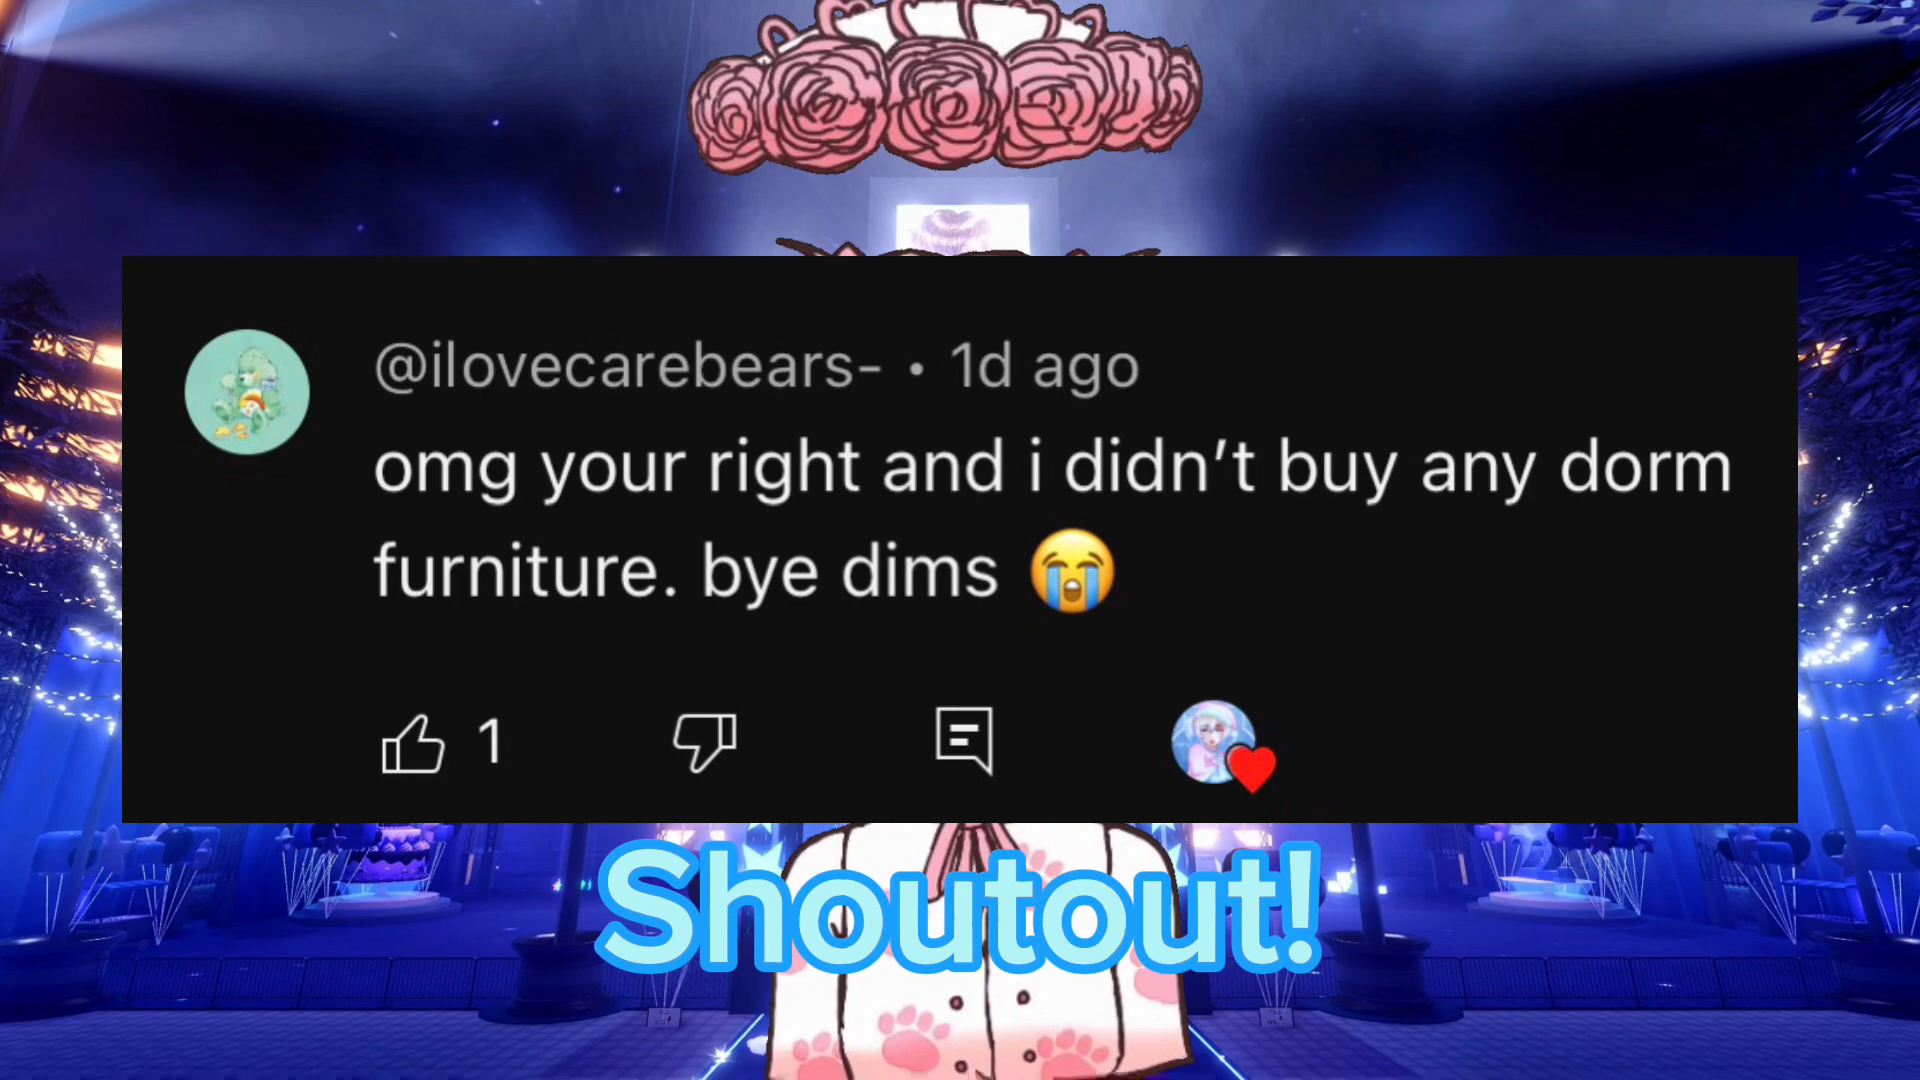 @ilovecarebears- • 1d ago
omg your right and i didn’t buy any dorm
furniture. bye dims 😭
1
Shoutout!